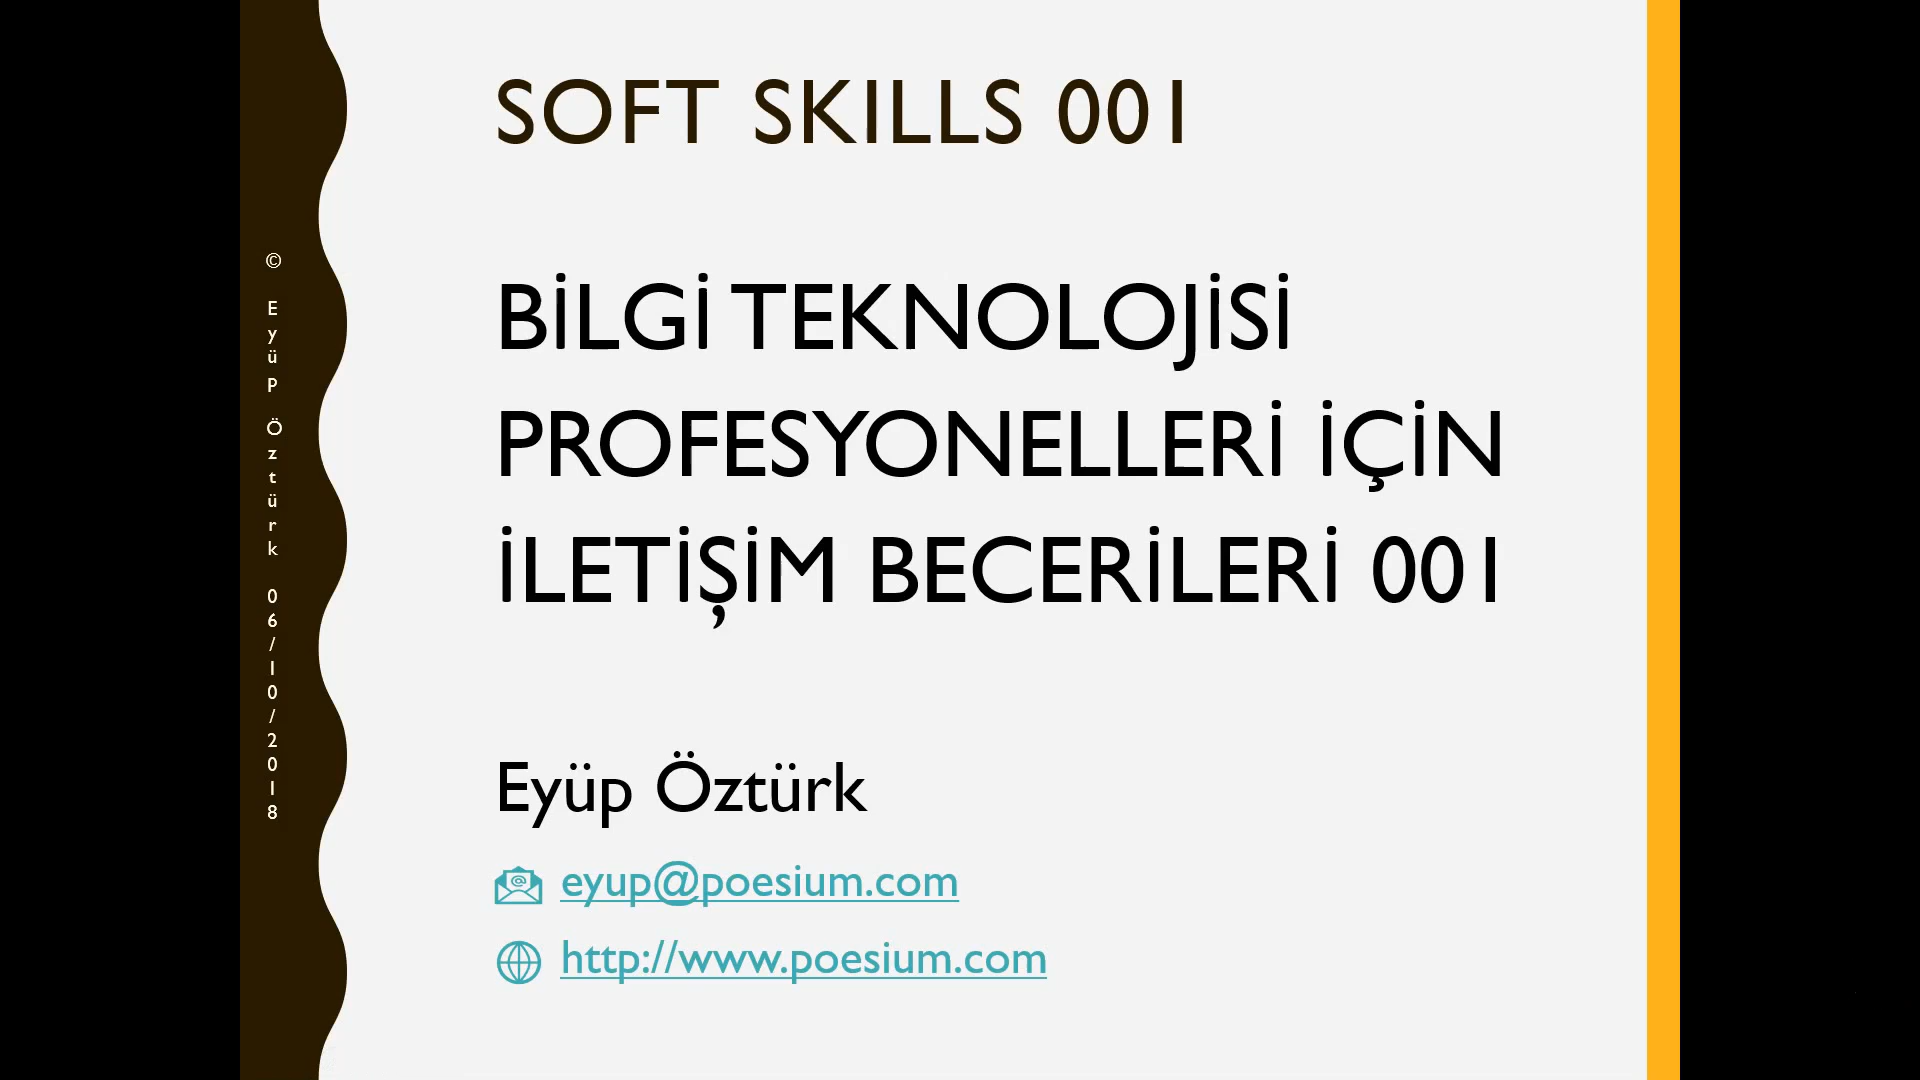 SOFT SKILLS 001
BİLGİ TEKNOLOJİSİ
PROFESYONELLERİ İÇİN
İLETİŞİM BECERİLERİ 001
Eyüp Öztürk
eyup@poesium.com
http://www.poesium.com
© Eyüp Öztürk 06/10/2018